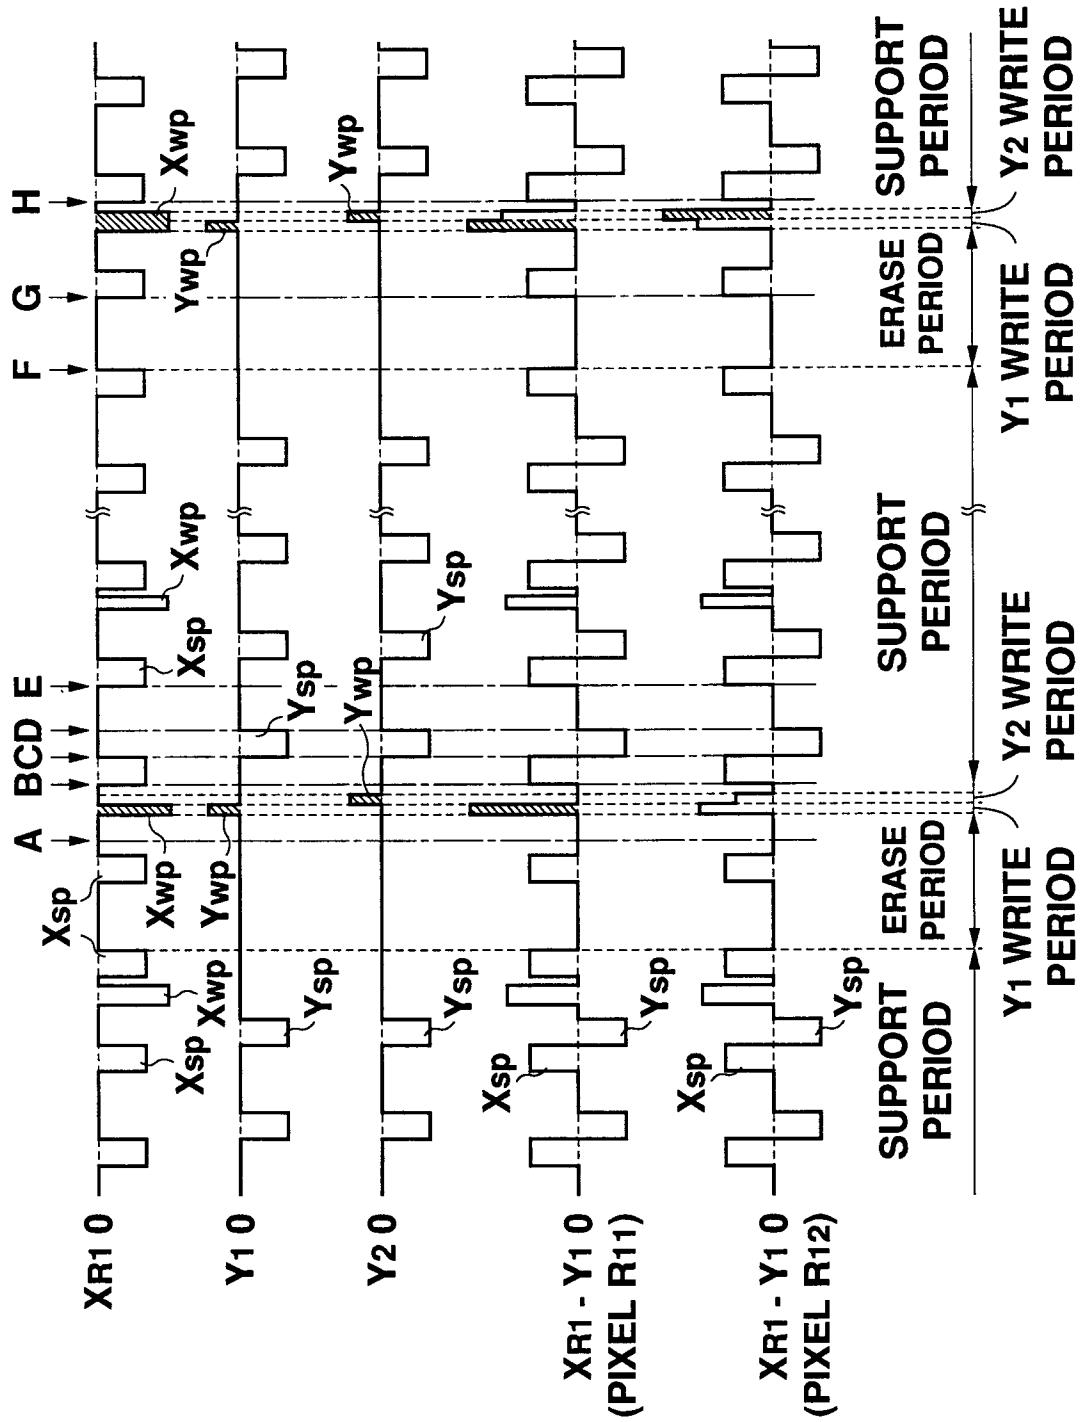 A
B C D
E
F
G
H
XR1 0
Xsp
Xsp
Xwp
Xwp
Xsp
Xwp
Xwp
Y1 0
Ysp
Ywp
Ysp
Ywp
Y2 0
Ysp
Ywp
Ysp
Ywp
XR1 - Y1 0
(PIXEL R11)
Xsp
Ysp
XR1 - Y1 0
(PIXEL R12)
Xsp
Ysp
SUPPORT
PERIOD
ERASE
PERIOD
SUPPORT
PERIOD
ERASE
PERIOD
SUPPORT
PERIOD
Y1 WRITE
PERIOD
Y2 WRITE
PERIOD
Y1 WRITE
PERIOD
Y2 WRITE
PERIOD